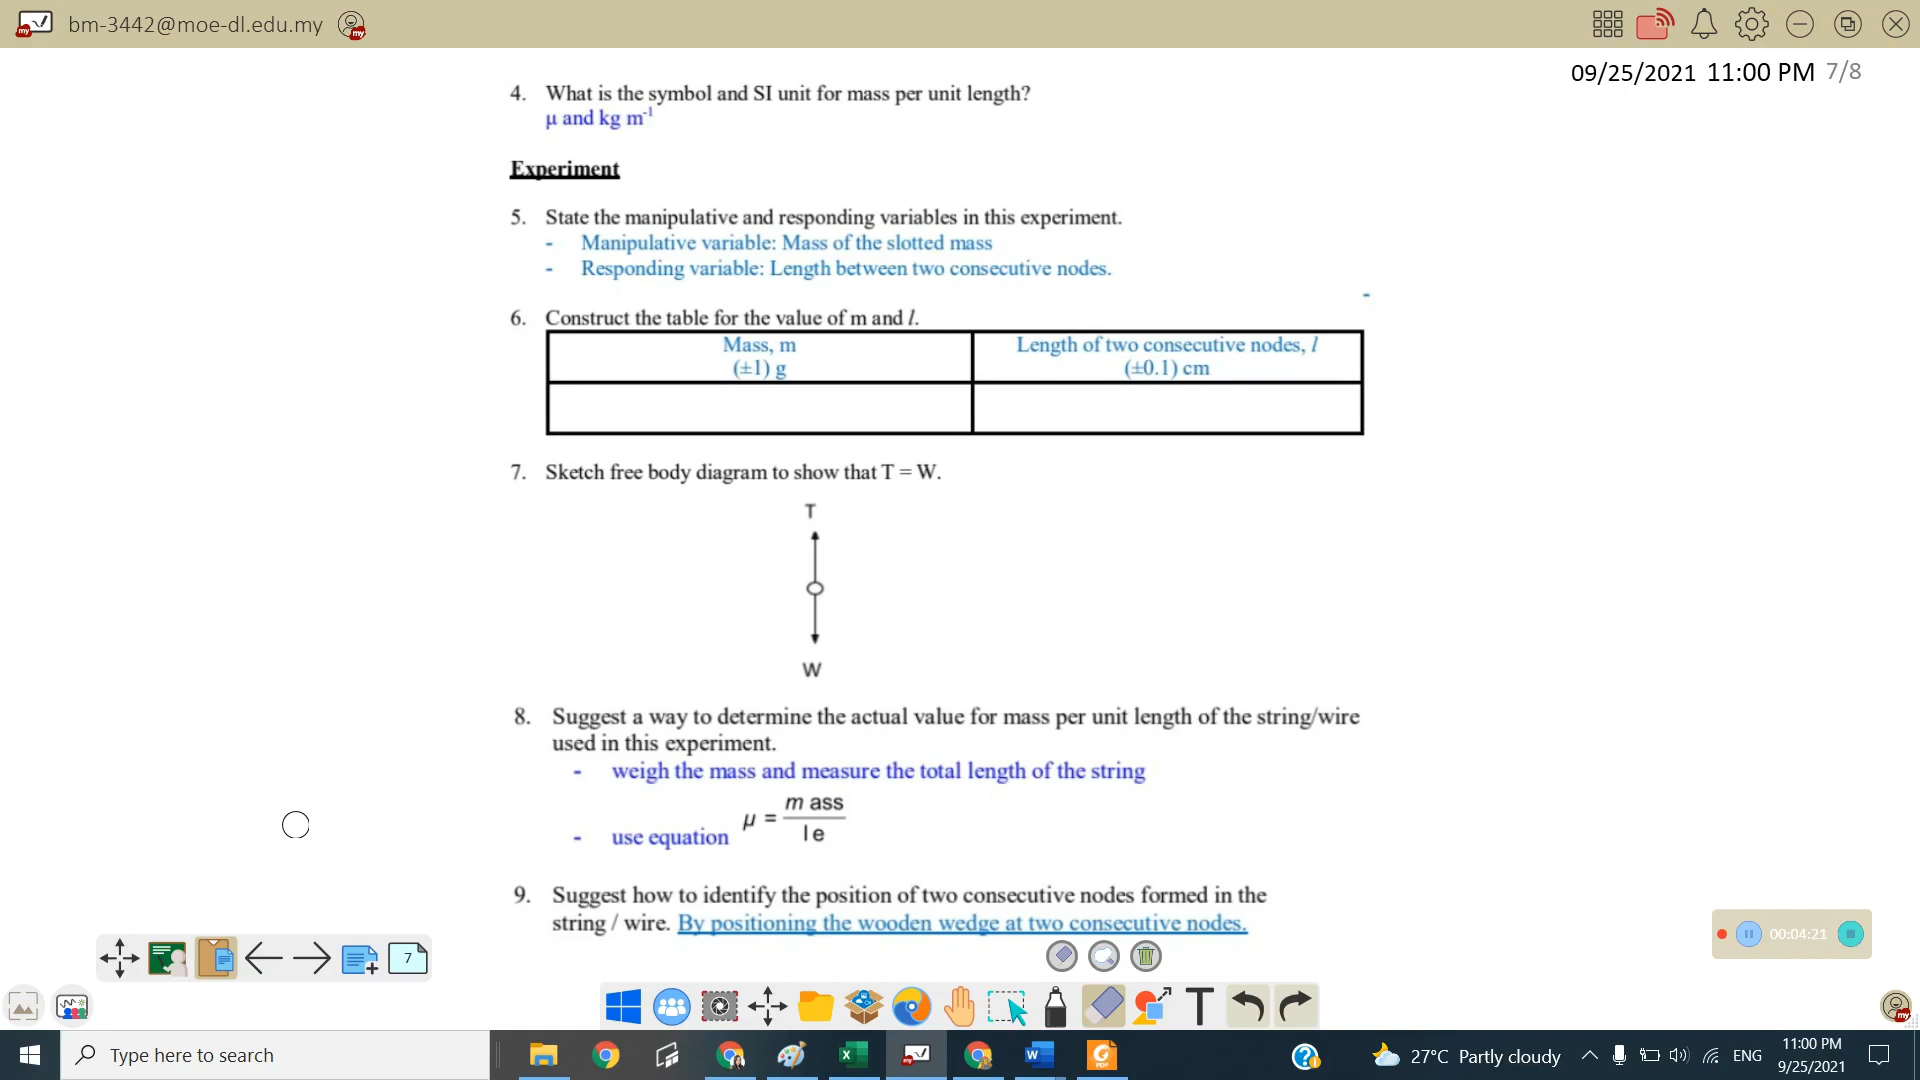 bm-3442@moe-dl.edu.my
09/25/2021 11:00 PM 7/8
4. What is the symbol and SI unit for mass per unit length?
μ and kg m⁻¹
Experiment
5. State the manipulative and responding variables in this experiment.
- Manipulative variable: Mass of the slotted mass
- Responding variable: Length between two consecutive nodes.
-
6. Construct the table for the value of m and l.
Mass, m
(±1) g
Length of two consecutive nodes, l
(±0.1) cm
7. Sketch free body diagram to show that T = W.
T
W
8. Suggest a way to determine the actual value for mass per unit length of the string/wire
used in this experiment.
- weigh the mass and measure the total length of the string
- use equation μ = m ass / l e
9. Suggest how to identify the position of two consecutive nodes formed in the
string / wire. By positioning the wooden wedge at two consecutive nodes.
00:04:21
7
Type here to search
27°C Partly cloudy
ENG
11:00 PM
9/25/2021